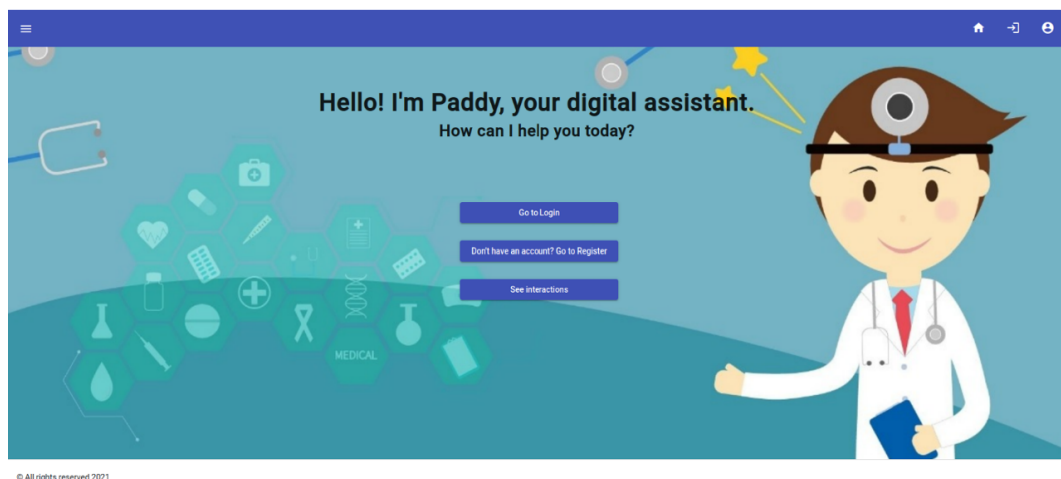 Hello! I'm Paddy, your digital assistant.
How can I help you today?
Go to Login
Don't have an account? Go to Register
See interactions
MEDICAL
© All rights reserved 2021